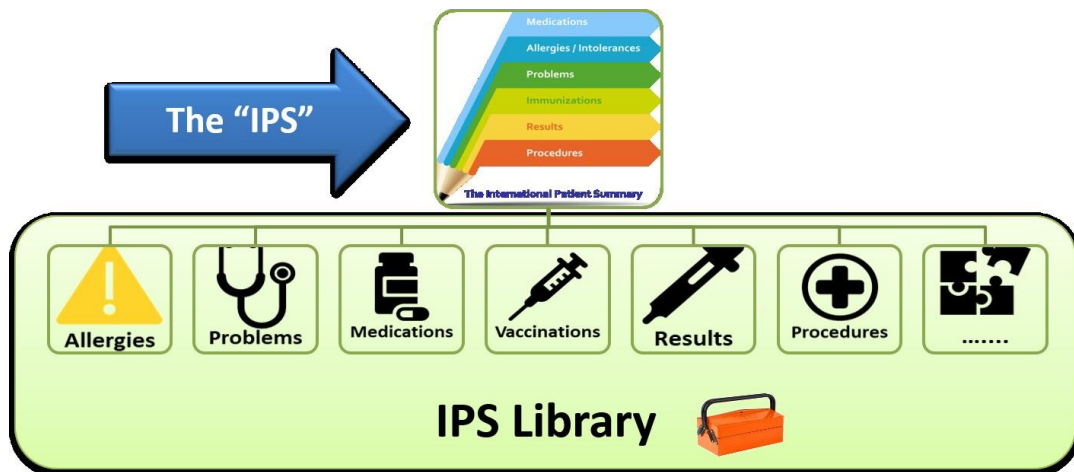 The “IPS”
Medications
Allergies / Intolerances
Problems
Immunizations
Results
Procedures
The International Patient Summary
Allergies
Problems
Medications
Vaccinations
Results
Procedures
.......
IPS Library